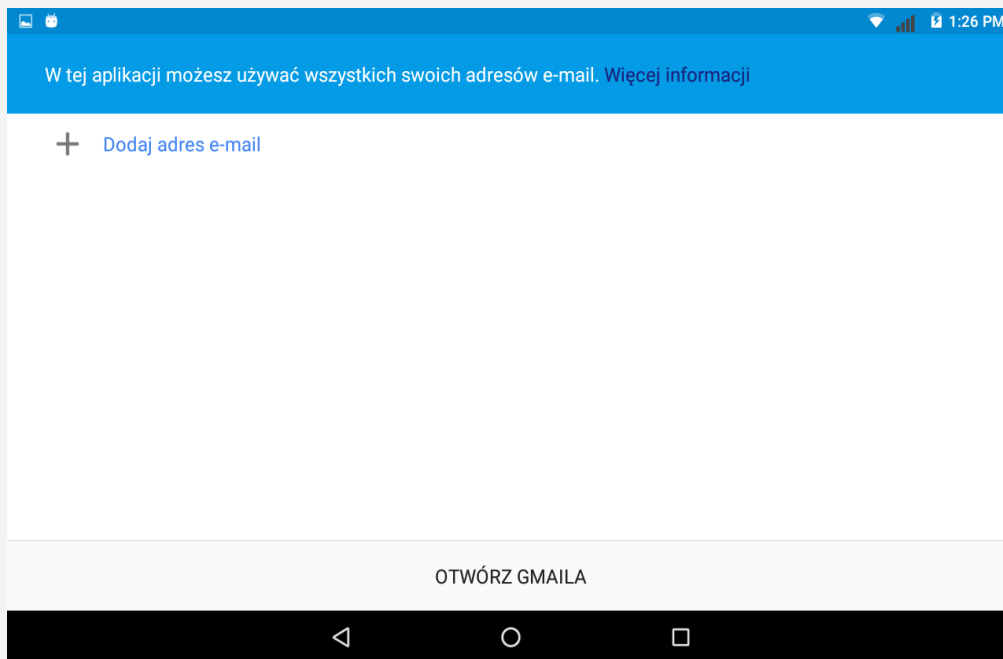 1:26 PM
W tej aplikacji możesz używać wszystkich swoich adresów e-mail. Więcej informacji
Dodaj adres e-mail
OTWÓRZ GMAILA